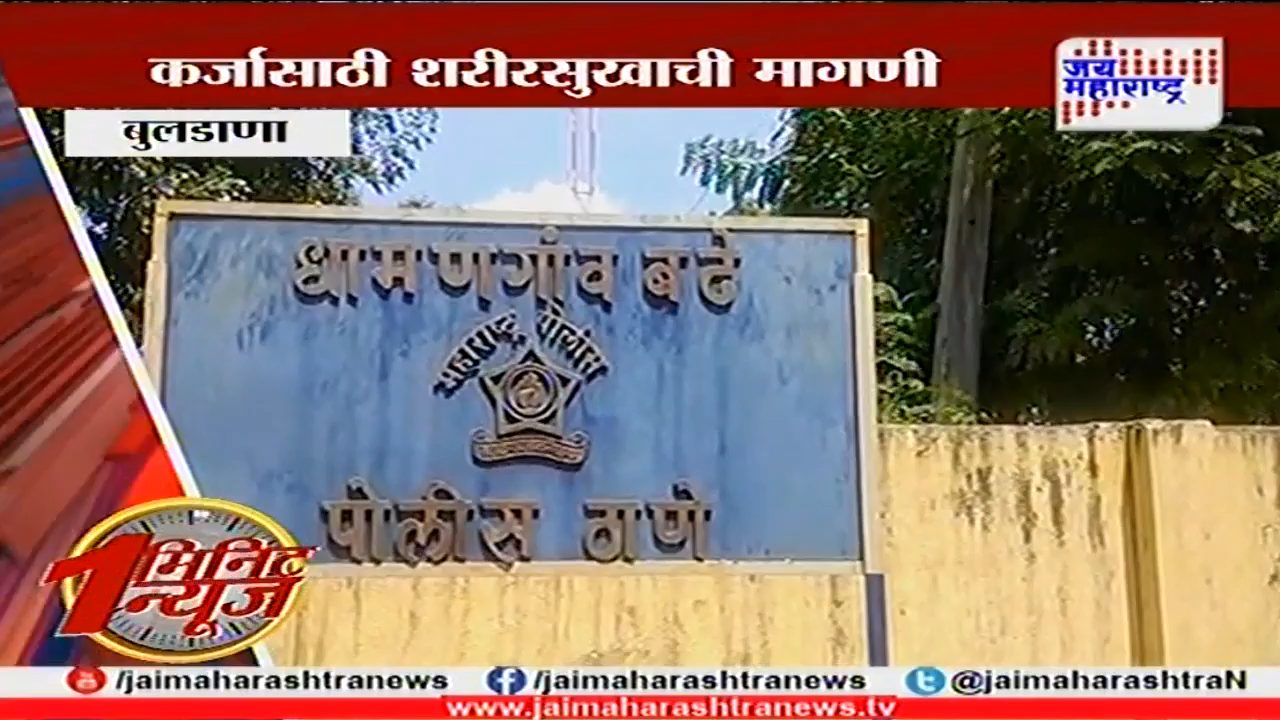 कर्जासाठी शरीरसुखाची मागणी
जय
महाराष्ट्र
बुलडाणा
धामणगांव बढे
महाराष्ट्र पोलीस
पोलीस ठाणे
1 मिनिट
न्यूज
/jaimaharashtranews /jaimaharashtranews @jaimaharashtraN
www.jaimaharashtranews.tv